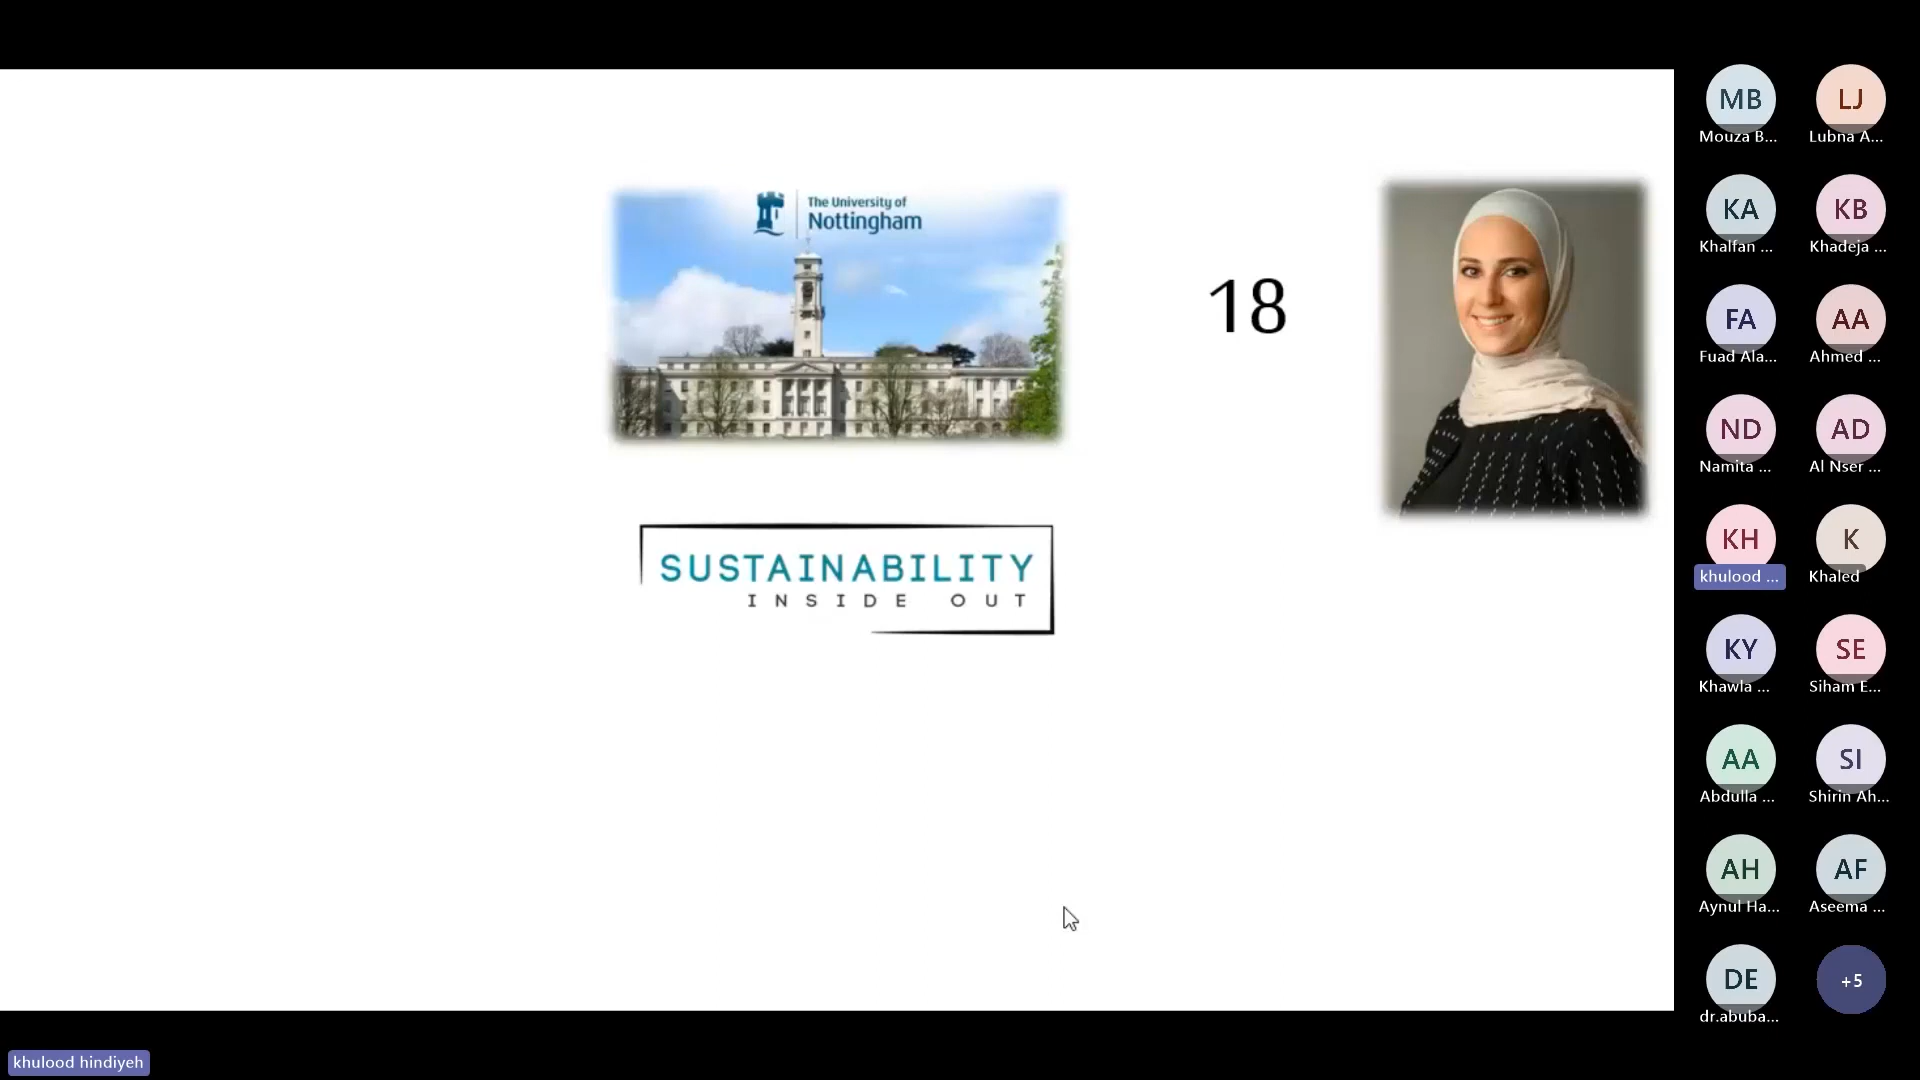 The University of
Nottingham
18
SUSTAINABILITY
INSIDE OUT
MB
Mouza B...
LJ
Lubna A...
KA
Khalfan ...
KB
Khadeja ...
FA
Fuad Ala...
AA
Ahmed ...
ND
Namita ...
AD
Al Nser ...
KH
khulood ...
K
Khaled
KY
Khawla ...
SE
Siham E...
AA
Abdulla ...
SI
Shirin Ah...
AH
Aynul Ha...
AF
Aseema ...
DE
dr.abuba...
+5
khulood hindiyeh